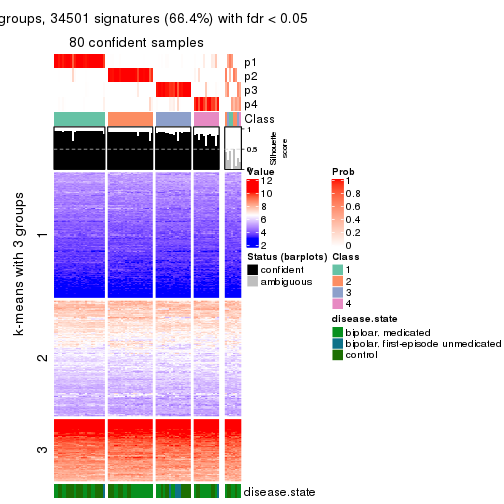 groups, 34501 signatures (66.4%) with fdr < 0.05
80 confident samples
p1
p2
p3
p4
Class
1
0.5
0
Silhouette
score
k-means with 3 groups
1
2
3
disease.state
Value
12
10
8
6
4
2
Prob
1
0.8
0.6
0.4
0.2
0
Status (barplots)
confident
ambiguous
Class
1
2
3
4
disease.state
biploar. medicated
bipolar. first-episode unmedicated
control